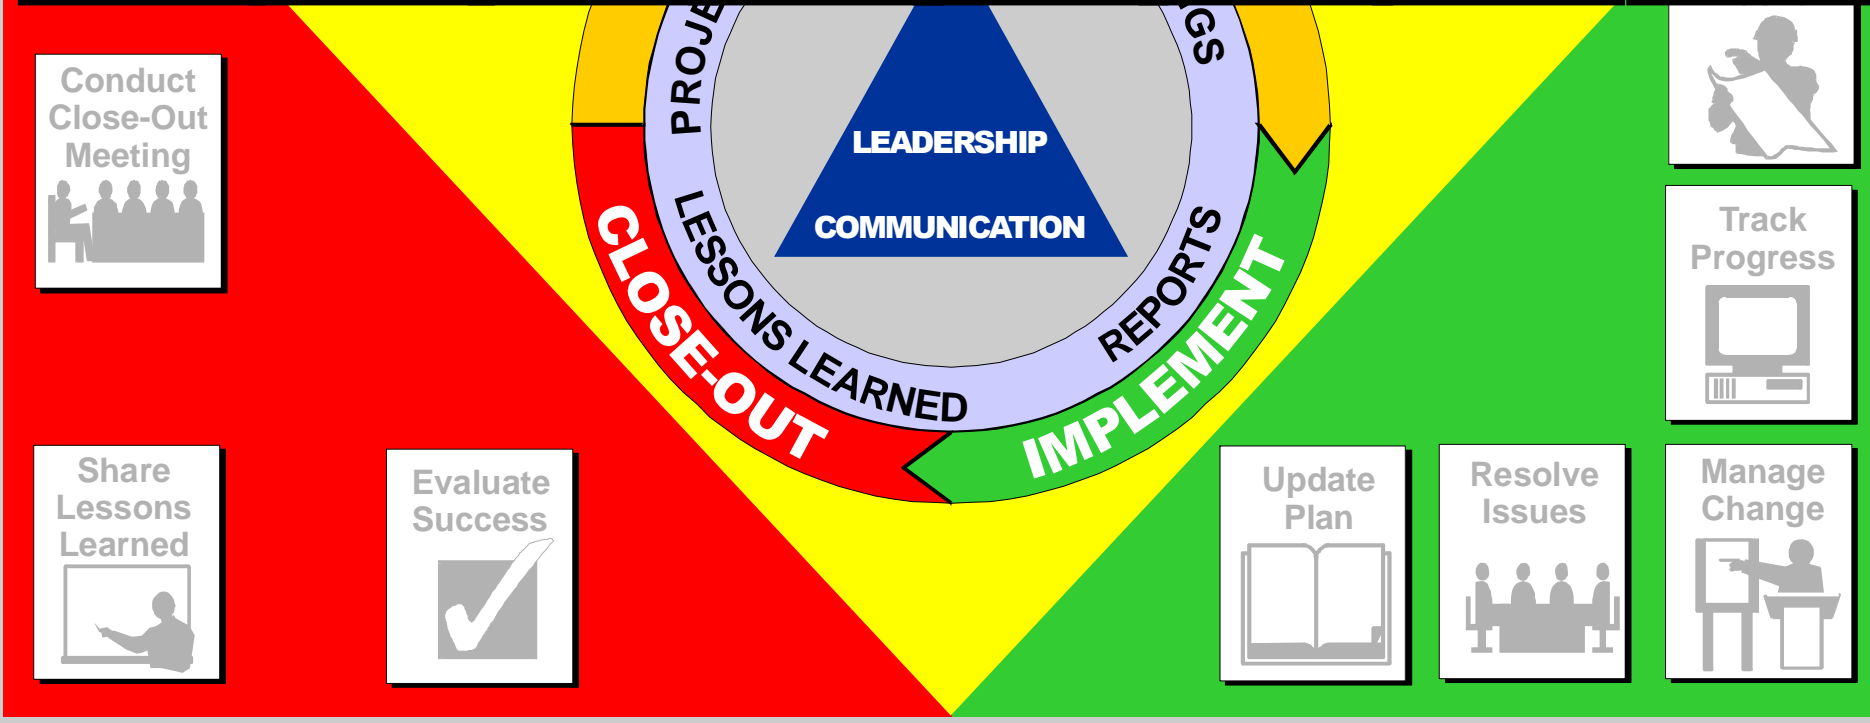 Conduct
Close-Out
Meeting
LEADERSHIP
COMMUNICATION
LESSONS LEARNED
REPORTS
CLOSE-OUT
IMPLEMENT
Track
Progress
Share
Lessons
Learned
Evaluate
Success
Update
Plan
Resolve
Issues
Manage
Change